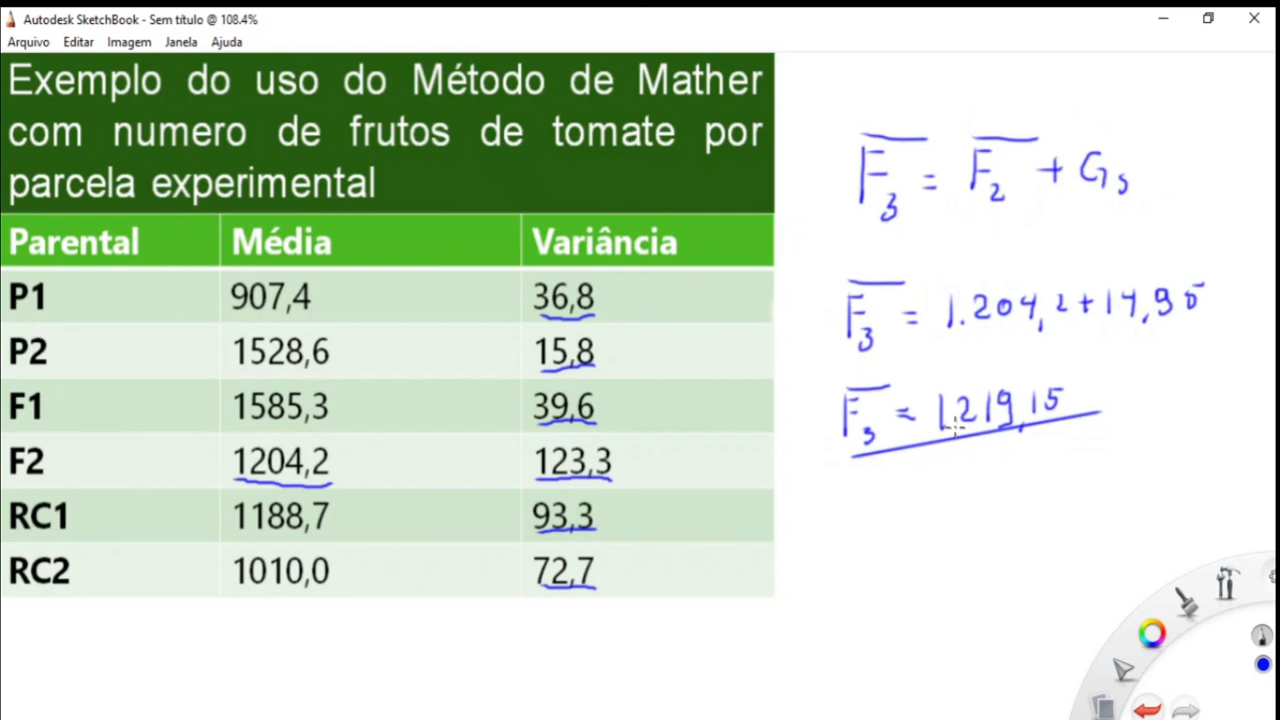 Autodesk SketchBook - Sem título @ 108.4%
Arquivo Editar Imagem Janela Ajuda
Exemplo do uso do Método de Mather
com numero de frutos de tomate por
parcela experimental
Parental Média Variância
P1 907,4 36,8
P2 1528,6 15,8
F1 1585,3 39,6
F2 1204,2 123,3
RC1 1188,7 93,3
RC2 1010,0 72,7
F3 = F2 + Gs
F3 = 1.204,2 + 14,95
F3 = 1.219,15